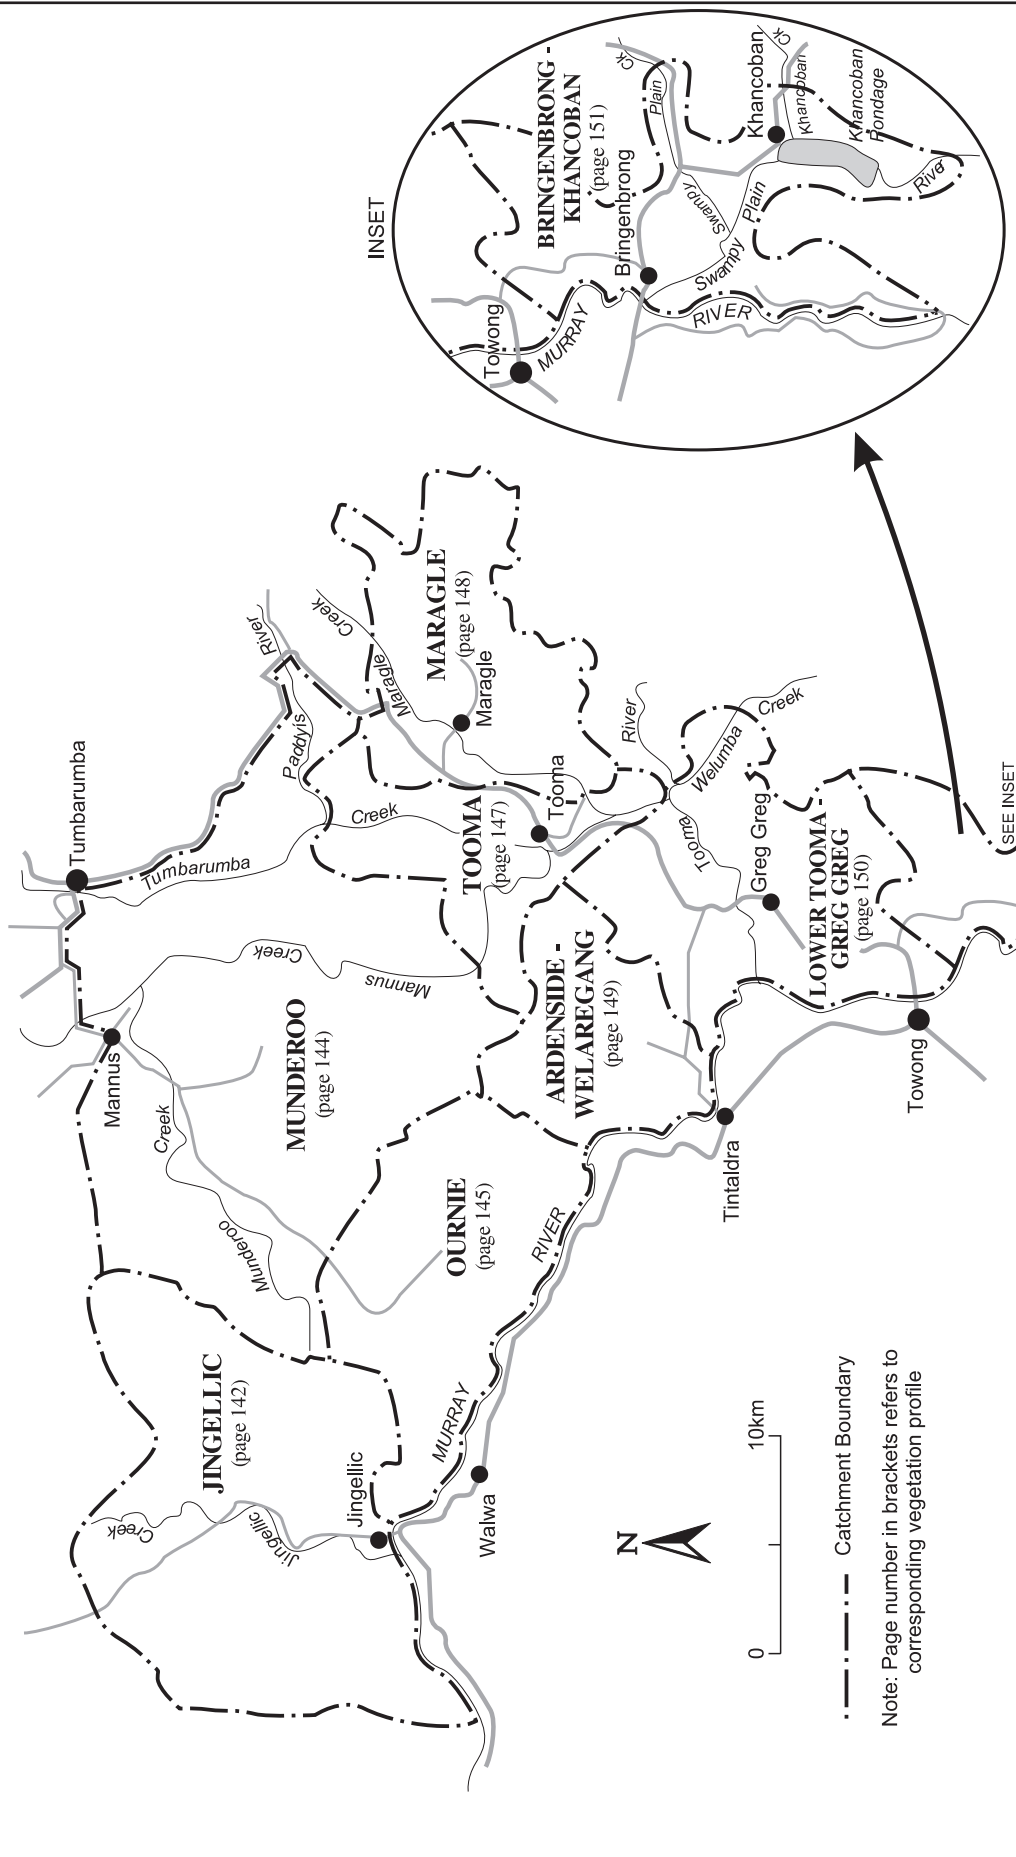 INSET
BRINGENBRONG -
KHANCOBAN
(page 151)
Towong
MURRAY
RIVER
Bringenbrong
Swampy
Plain
Ck
Swampy
Plain
River
Khancoban
Khancoban
Ck
Khancoban
Pondage
Tumbarumba
Mannus
Tumbarumba
Creek
Paddyis
River
Maragle
Creek
MARAGLE
(page 148)
Maragle
TOOMA
(page 147)
Tooma
Mannus
Creek
MUNDEROO
(page 144)
Munderoo
Creek
JINGELLIC
(page 142)
Jingellic
Creek
Jingellic
OURNIE
(page 145)
ARDENSIDE -
WELAREGANG
(page 149)
Tooma
River
Welumba
Creek
Greg Greg
LOWER TOOMA -
GREG GREG
(page 150)
MURRAY
RIVER
Walwa
Tintaldra
Towong
SEE INSET
N
0
10km
Catchment Boundary
Note: Page number in brackets refers to
corresponding vegetation profile